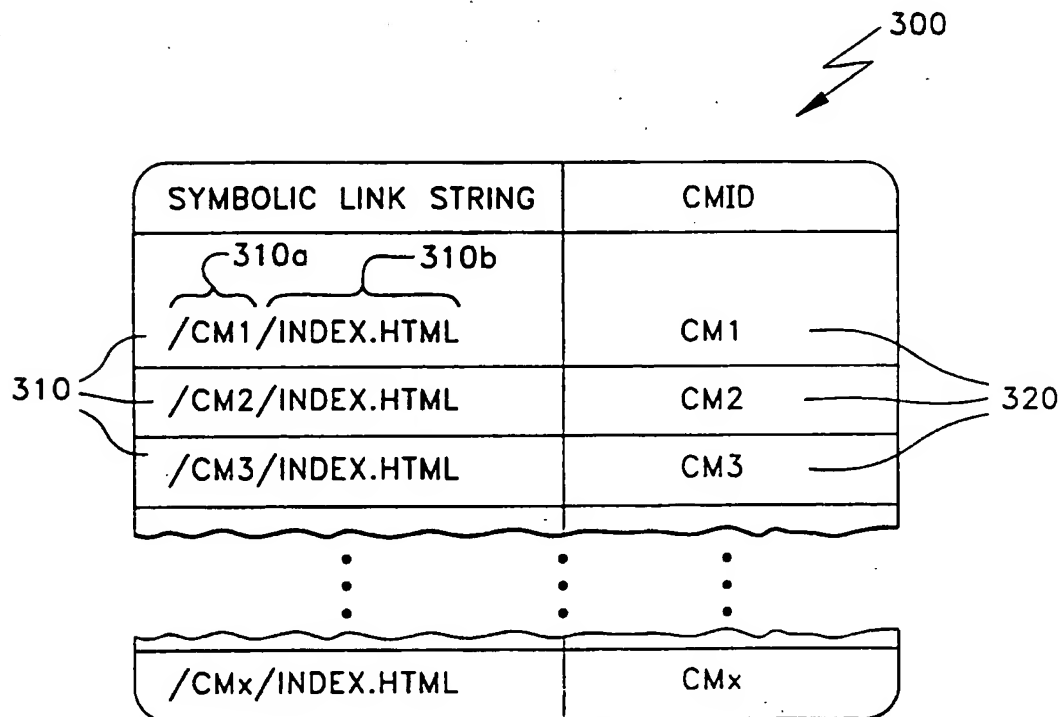 300
SYMBOLIC LINK STRING CMID
310a 310b
/CM1/INDEX.HTML CM1
310 /CM2/INDEX.HTML CM2 320
/CM3/INDEX.HTML CM3
/CMx/INDEX.HTML CMx